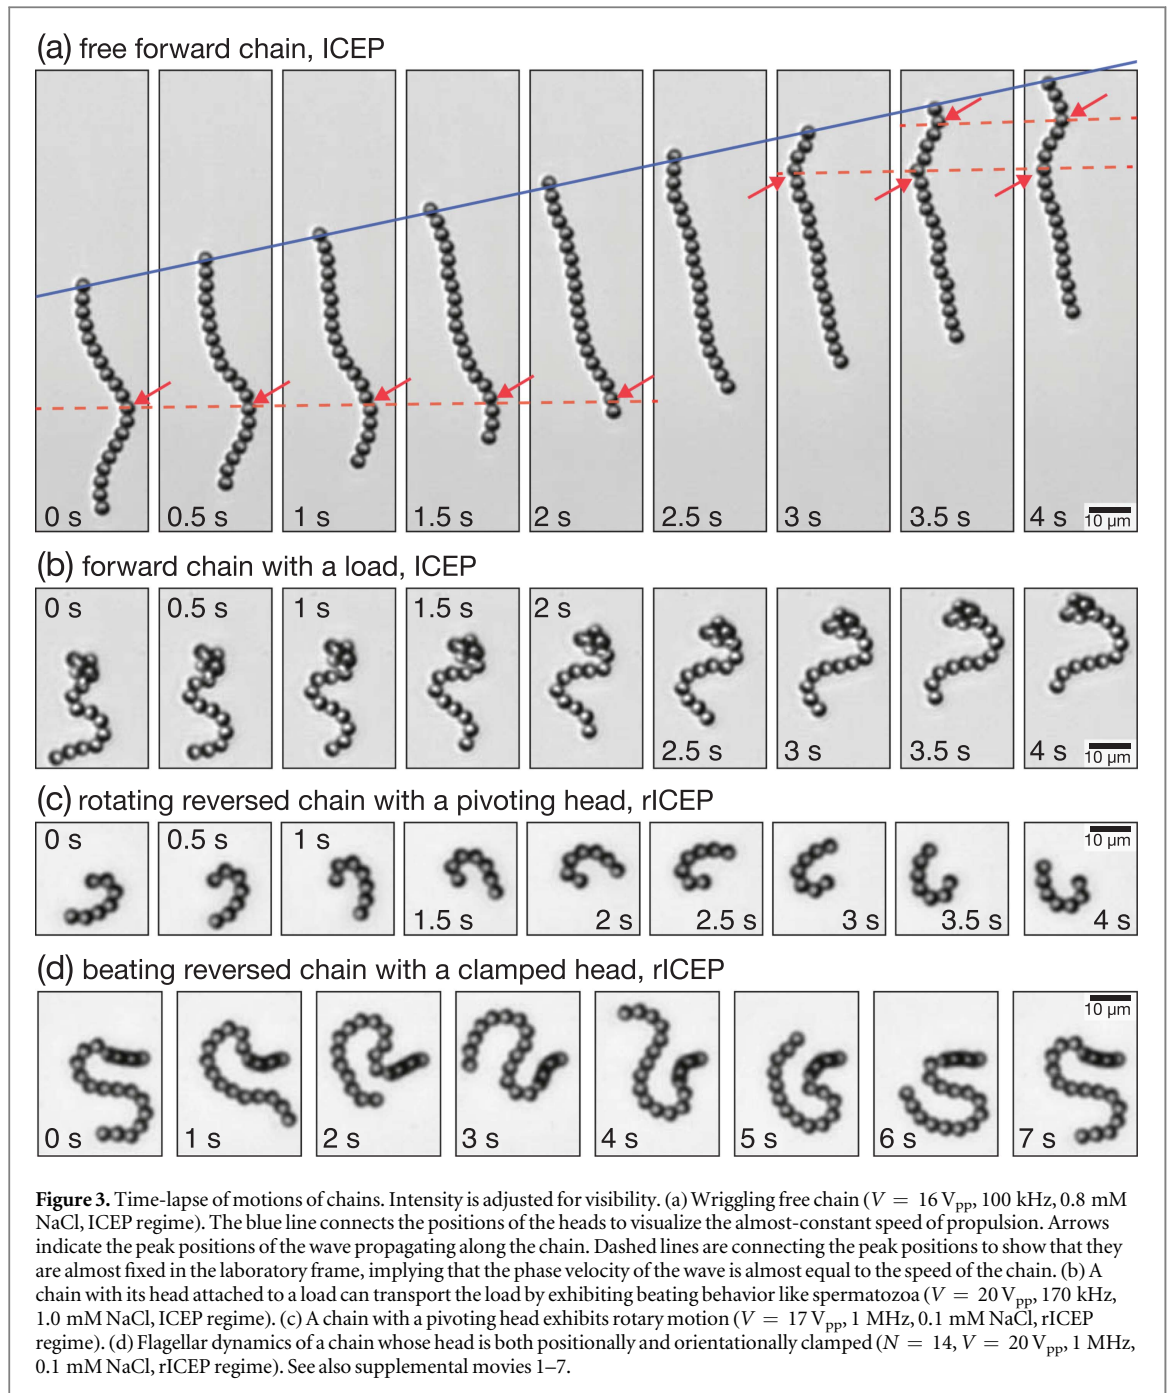 (a) free forward chain, ICEP
0 s
0.5 s
1 s
1.5 s
2 s
2.5 s
3 s
3.5 s
4 s
10 µm
(b) forward chain with a load, ICEP
0 s
0.5 s
1 s
1.5 s
2 s
2.5 s
3 s
3.5 s
4 s
10 µm
(c) rotating reversed chain with a pivoting head, rICEP
0 s
0.5 s
1 s
1.5 s
2 s
2.5 s
3 s
3.5 s
4 s
10 µm
(d) beating reversed chain with a clamped head, rICEP
0 s
1 s
2 s
3 s
4 s
5 s
6 s
7 s
10 µm
Figure 3. Time-lapse of motions of chains. Intensity is adjusted for visibility. (a) Wriggling free chain (V = 16 Vpp, 100 kHz, 0.8 mM
NaCl, ICEP regime). The blue line connects the positions of the heads to visualize the almost-constant speed of propulsion. Arrows
indicate the peak positions of the wave propagating along the chain. Dashed lines are connecting the peak positions to show that they
are almost fixed in the laboratory frame, implying that the phase velocity of the wave is almost equal to the speed of the chain. (b) A
chain with its head attached to a load can transport the load by exhibiting beating behavior like spermatozoa (V = 20 Vpp, 170 kHz,
1.0 mM NaCl, ICEP regime). (c) A chain with a pivoting head exhibits rotary motion (V = 17 Vpp, 1 MHz, 0.1 mM NaCl, rICEP
regime). (d) Flagellar dynamics of a chain whose head is both positionally and orientationally clamped (N = 14, V = 20 Vpp, 1 MHz,
0.1 mM NaCl, rICEP regime). See also supplemental movies 1–7.